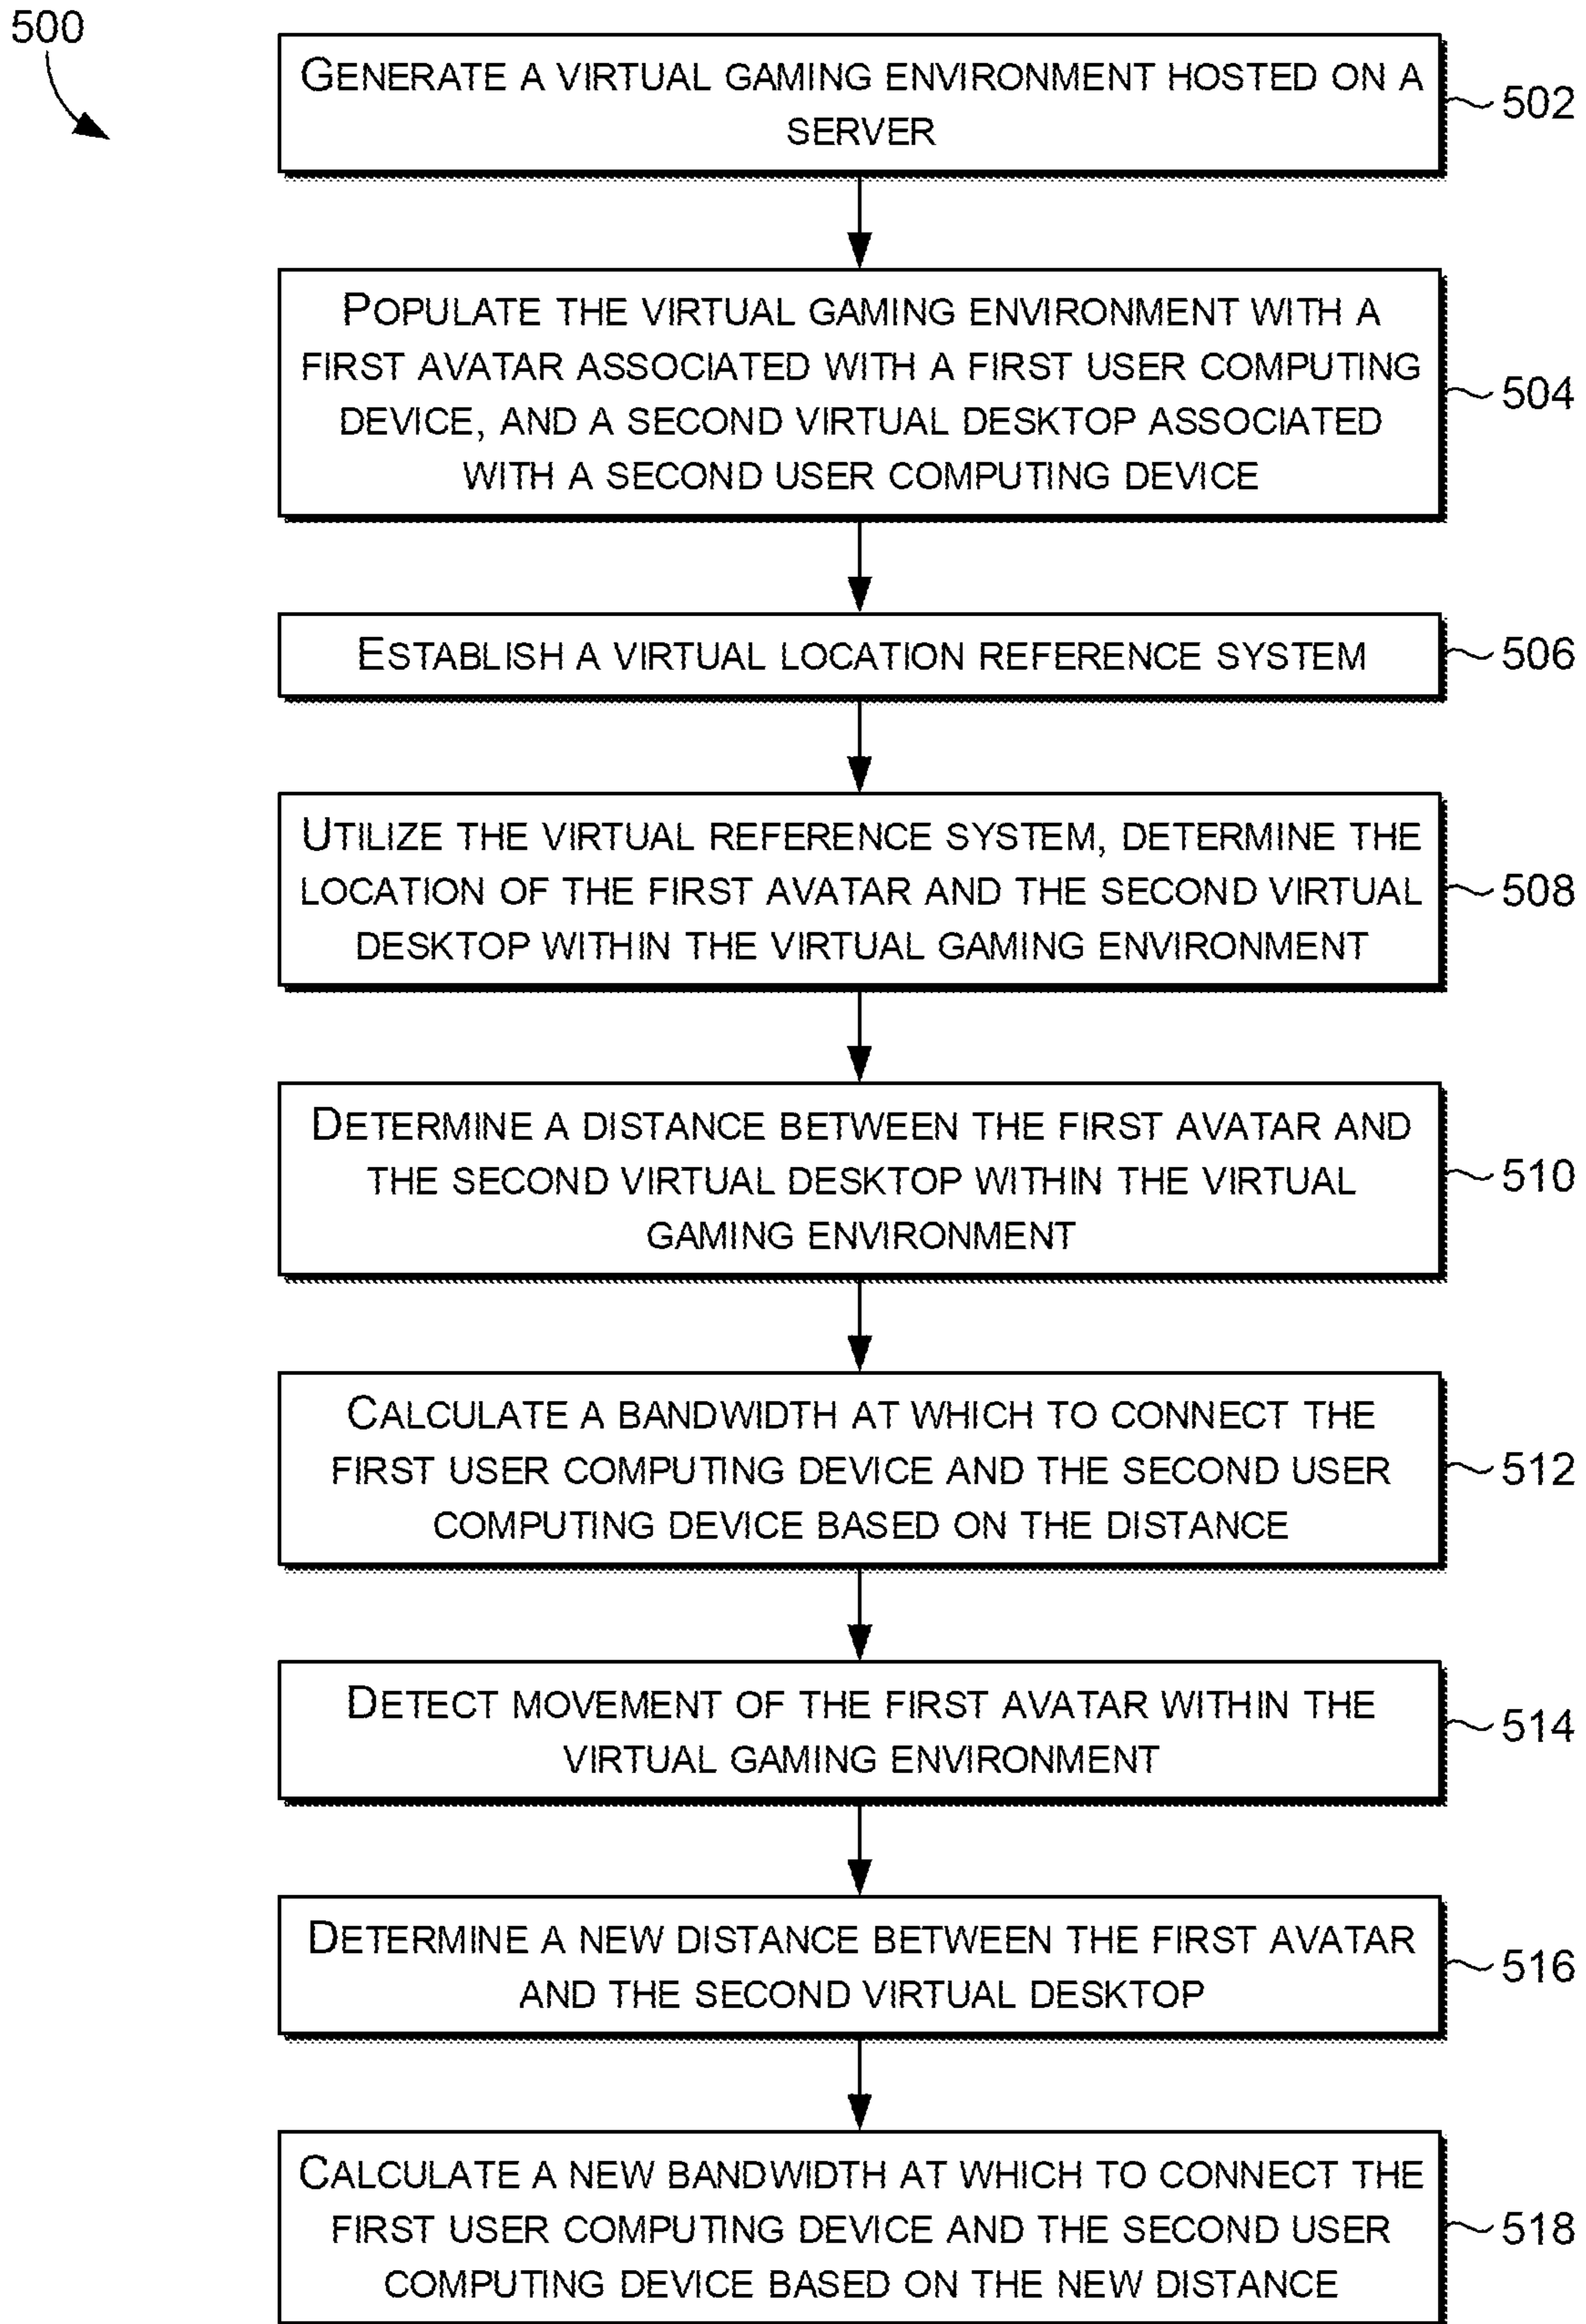 500
GENERATE A VIRTUAL GAMING ENVIRONMENT HOSTED ON A
SERVER
502
POPULATE THE VIRTUAL GAMING ENVIRONMENT WITH A
FIRST AVATAR ASSOCIATED WITH A FIRST USER COMPUTING
DEVICE, AND A SECOND VIRTUAL DESKTOP ASSOCIATED
WITH A SECOND USER COMPUTING DEVICE
504
ESTABLISH A VIRTUAL LOCATION REFERENCE SYSTEM
506
UTILIZE THE VIRTUAL REFERENCE SYSTEM, DETERMINE THE
LOCATION OF THE FIRST AVATAR AND THE SECOND VIRTUAL
DESKTOP WITHIN THE VIRTUAL GAMING ENVIRONMENT
508
DETERMINE A DISTANCE BETWEEN THE FIRST AVATAR AND
THE SECOND VIRTUAL DESKTOP WITHIN THE VIRTUAL
GAMING ENVIRONMENT
510
CALCULATE A BANDWIDTH AT WHICH TO CONNECT THE
FIRST USER COMPUTING DEVICE AND THE SECOND USER
COMPUTING DEVICE BASED ON THE DISTANCE
512
DETECT MOVEMENT OF THE FIRST AVATAR WITHIN THE
VIRTUAL GAMING ENVIRONMENT
514
DETERMINE A NEW DISTANCE BETWEEN THE FIRST AVATAR
AND THE SECOND VIRTUAL DESKTOP
516
CALCULATE A NEW BANDWIDTH AT WHICH TO CONNECT THE
FIRST USER COMPUTING DEVICE AND THE SECOND USER
COMPUTING DEVICE BASED ON THE NEW DISTANCE
518